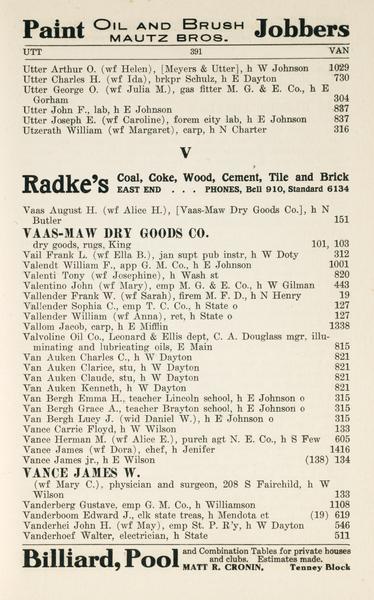 Paint OIL AND BRUSH MAUTZ BROS. Jobbers
UTT 391 VAN
Utter Arthur O. (wf Helen), [Meyers & Utter], h W Johnson 1029
Utter Charles H. (wf Ida), brkpr Schulz, h E Dayton 730
Utter George O. (wf Julia M.), gas fitter M. G. & E. Co., h E
Gorham 304
Utter John F., lab, h E Johnson 837
Utter Joseph E. (wf Caroline), forem city lab, h E Johnson 837
Utzerath William (wf Margaret), carp, h N Charter 316
V
Radke's Coal, Coke, Wood, Cement, Tile and Brick
EAST END . . . PHONES, Bell 910, Standard 6134
Vaas August H. (wf Alice H.), [Vaas-Maw Dry Goods Co.], h N
Butler 151
VAAS-MAW DRY GOODS CO.
dry goods, rugs, King 101, 103
Vail Frank L. (wf Ella B.), jan supt pub instr, h W Doty 312
Valendt William F., app G. M. Co., h E Johnson 1001
Valenti Tony (wf Josephine), h Wash st 820
Valentino John (wf Mary), emp M. G. & E. Co., h W Gilman 443
Vallender Frank W. (wf Sarah), firem M. F. D., h N Henry 19
Vallender Sophia C., emp T. T. C. Co., h State o 127
Vallender William (wf Anna), ret, h State o 127
Vallom Jacob, carp, h E Mifflin 1338
Valvoline Oil Co., Leonard & Ellis dept, C. A. Douglass mgr. illu-
minating and lubricating oils, E Main 815
Van Auken Charles C., h W Dayton 821
Van Auken Clarice, stu, h W Dayton 821
Van Auken Claude, stu, h W Dayton 821
Van Auken Kenneth, h W Dayton 821
Van Bergh Emma H., teacher Lincoln school, h E Johnson o 315
Van Bergh Grace A., teacher Brayton school, h E Johnson o 315
Van Bergh Lucy J. (wid Daniel W.), h E Johnson o 315
Vance Carrie Floyd, h W Wilson 133
Vance Herman M. (wf Alice E.), purch agt N. E. Co., h S Few 605
Vance James (wf Dora), chef, h Jenifer 1416
Vance James jr., h E Wilson (138) 134
VANCE JAMES W.
(wf Mary C.), physician and surgeon, 208 S Fairchild, h W
Wilson 133
Vanderberg Gustave, emp G. M. Co., h Williamson 1108
Vanderboom Edward J., elk state treas, h Mendota ct (19) 619
Vanderhei John H. (wf May), emp St. P. R'y, h W Dayton 546
Vanderhoef Walter, electrician, h State 511
Billiard, Pool and Combination Tables for private houses
and clubs. Estimates made.
MATT R. CRONIN. Tenney Block